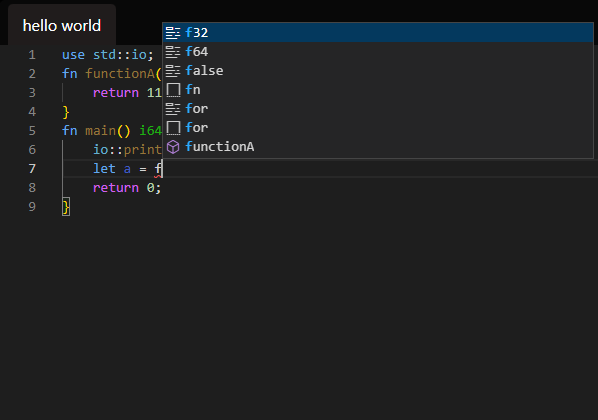 hello world
1 use std::io;
2 fn functionA(
3 return 11
4 }
5 fn main() i64
6 io::print
7 let a = f
8 return 0;
9 }
f32
f64
false
fn
for
for
functionA